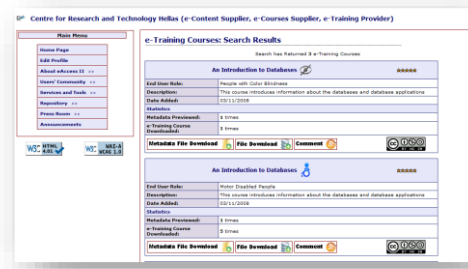 Centre for Research and Technology Hellas (e-Content Supplier, e-Courses Supplier, e-Training Provider)
Main Menu
Home Page
Edit Profile
About eAccess II
Users' Community
Services and Tools
Repository
Press Room
Announcements
W3C HTML 4.01
W3C WAI-A WCAG 1.0
e-Training Courses: Search Results
Search has Returned 3 e-Training Courses
An Introduction to Databases
End User Role: People with Color Blindness
Description: This course introduces information about the databases and database applications
Date Added: 03/11/2008
Statistics
Metadata Previewed: 5 times
e-Training Course Downloaded: 3 times
Metadata File Download File Download Comment
An Introduction to Databases
End User Role: Motor Disabled People
Description: This course introduces information about the databases and database applications
Date Added: 03/11/2008
Statistics
Metadata Previewed: 5 times
e-Training Course Downloaded: 5 times
Metadata File Download File Download Comment